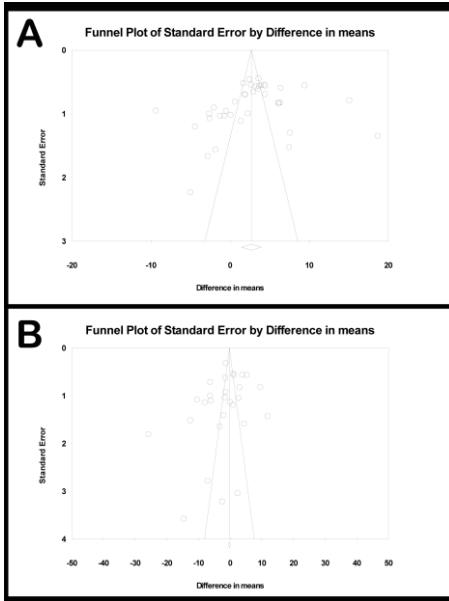 A
Funnel Plot of Standard Error by Difference in means
0
1
2
3
Standard Error
-20 -10 0 10 20
Difference in means
B
Funnel Plot of Standard Error by Difference in means
0
1
2
3
4
Standard Error
-50 -40 -30 -20 -10 0 10 20 30 40 50
Difference in means